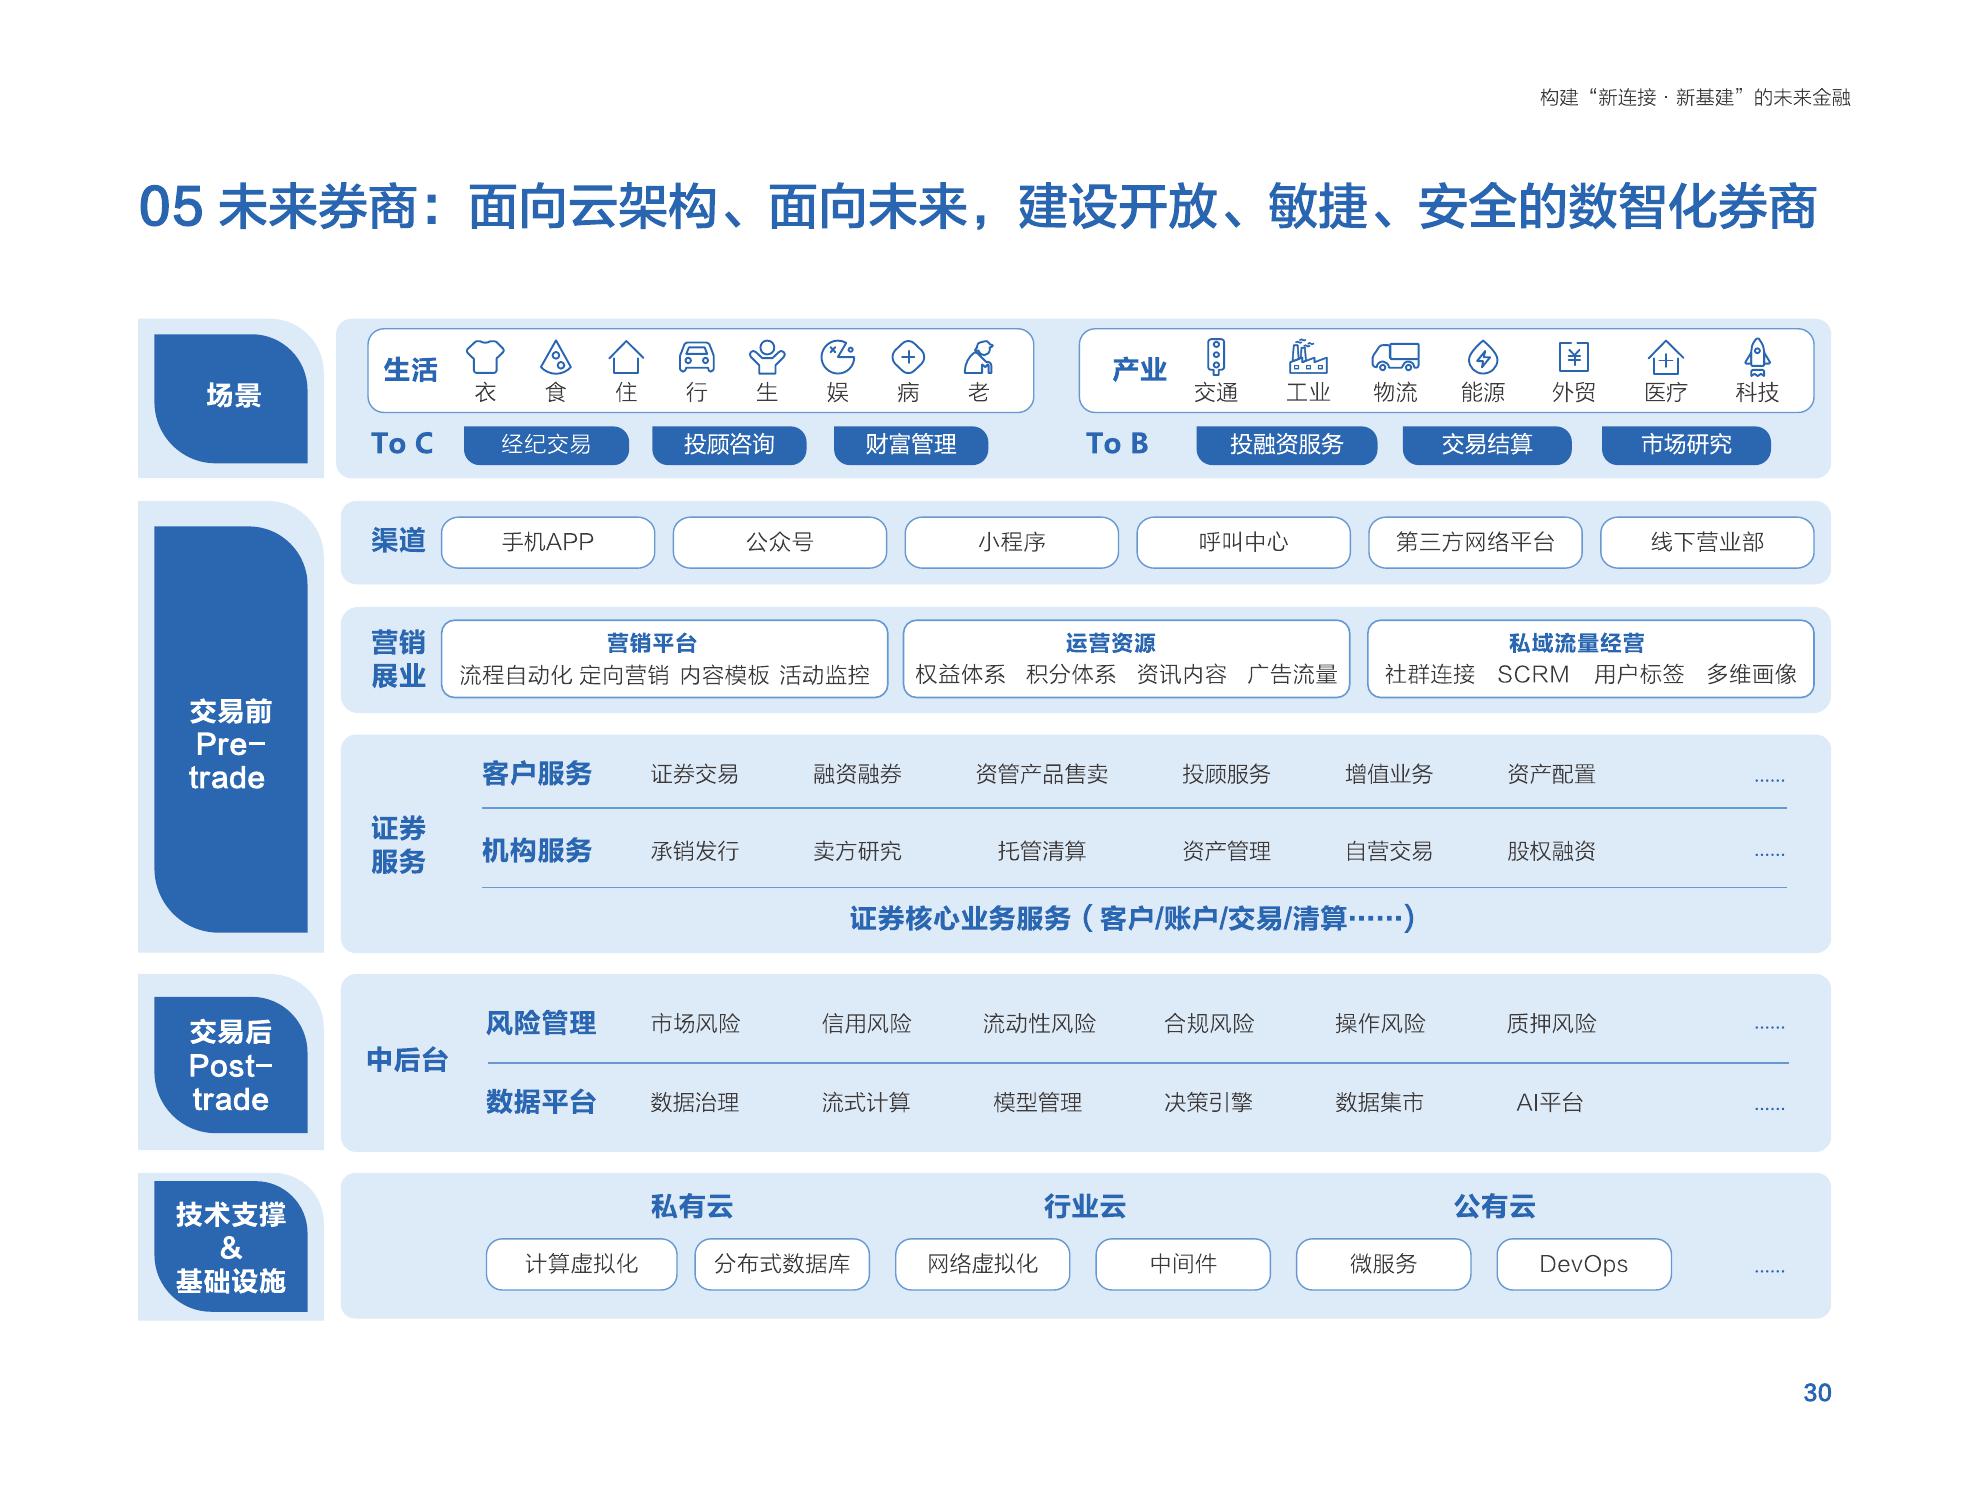 构建“新连接·新基建”的未来金融
05 未来券商：面向云架构、面向未来，建设开放、敏捷、安全的数智化券商
场景
生活 衣 食 住 行 生 娱 病 老
产业 交通 工业 物流 能源 外贸 医疗 科技
To C 经纪交易 投顾咨询 财富管理
To B 投融资服务 交易结算 市场研究
交易前
Pre-
trade
渠道 手机APP 公众号 小程序 呼叫中心 第三方网络平台 线下营业部
营销
展业
营销平台
流程自动化 定向营销 内容模板 活动监控
运营资源
权益体系 积分体系 资讯内容 广告流量
私域流量经营
社群连接 SCRM 用户标签 多维画像
证券
服务
客户服务 证券交易 融资融券 资管产品售卖 投顾服务 增值业务 资产配置 ……
机构服务 承销发行 卖方研究 托管清算 资产管理 自营交易 股权融资 ……
证券核心业务服务（客户/账户/交易/清算……）
交易后
Post-
trade
中后台
风险管理 市场风险 信用风险 流动性风险 合规风险 操作风险 质押风险 ……
数据平台 数据治理 流式计算 模型管理 决策引擎 数据集市 AI平台 ……
技术支撑
&
基础设施
私有云 行业云 公有云
计算虚拟化 分布式数据库 网络虚拟化 中间件 微服务 DevOps ……
30